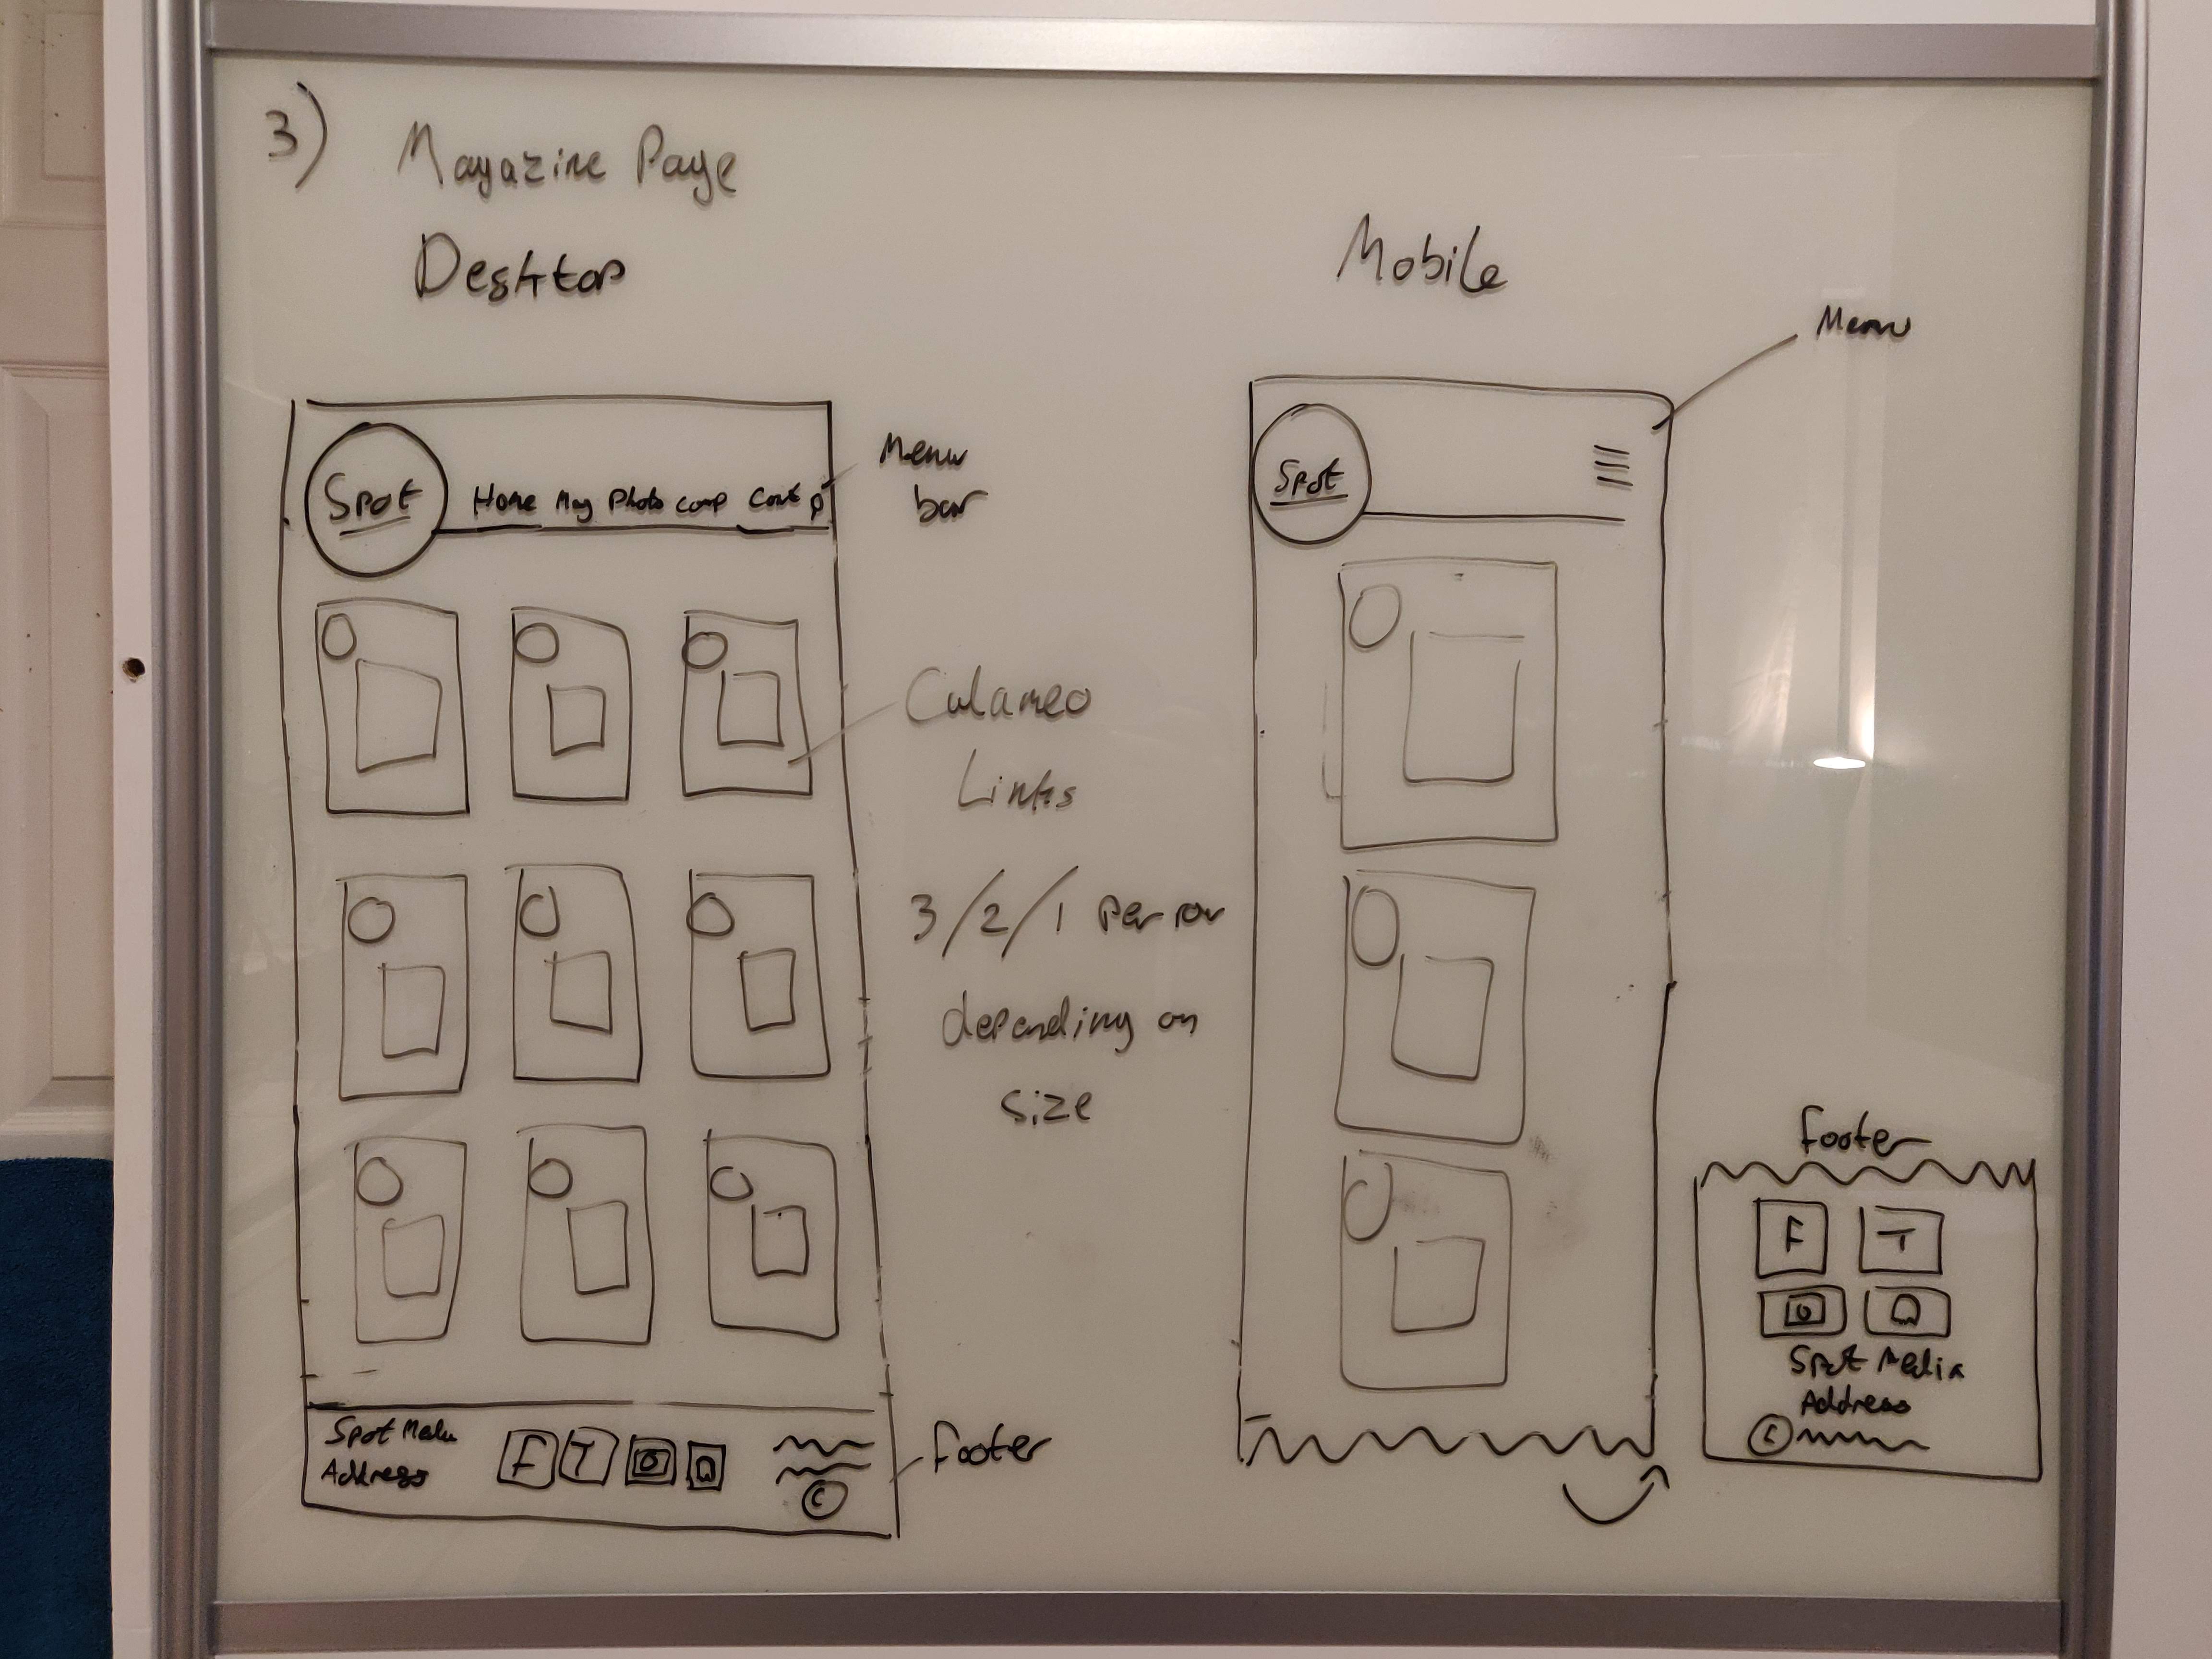 3) Magazine Page
Desktop
Mobile
Menu
Spot
Home Mag Photo comp Cont
Menu
bar
Spot
Calameo
Links
3/2/1 per row
depending on
size
Footer
F T
Spot Media
Address
©
Spot Media
Address
F T
©
Footer